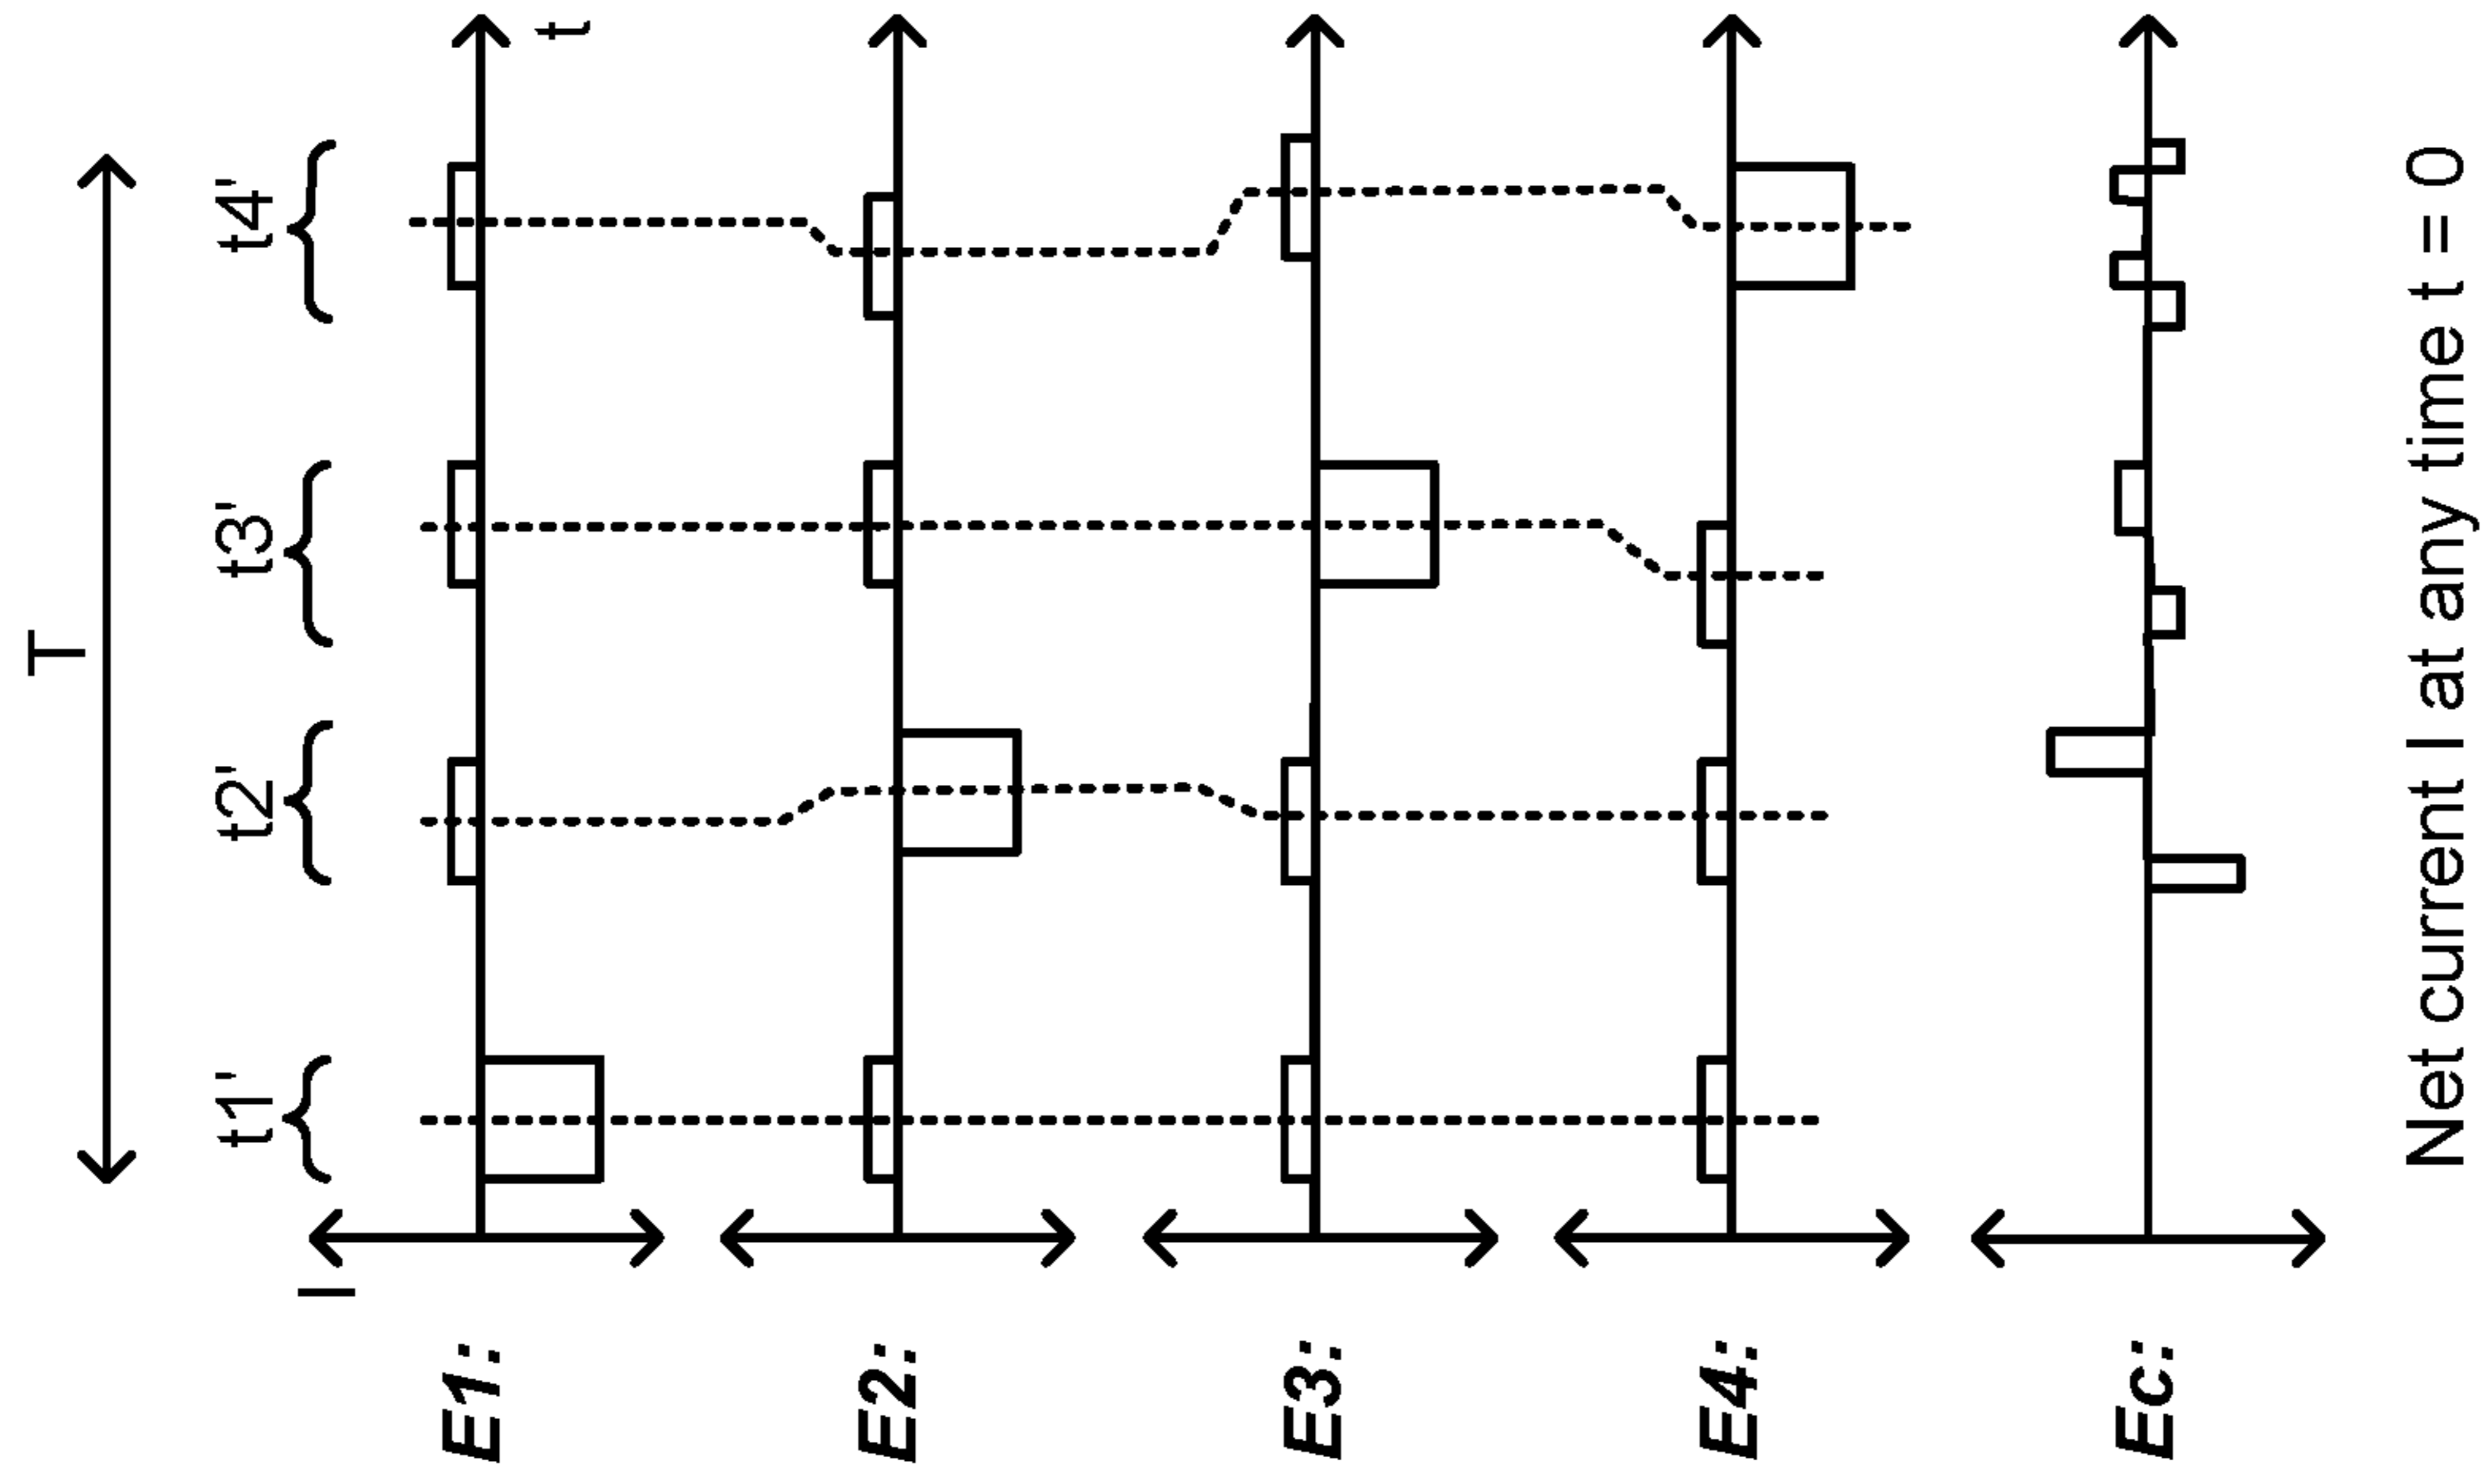 T
t1' t2' t3' t4'
I
E1:
t
E2:
E3:
E4:
Ec:
Net current I at any time t = 0